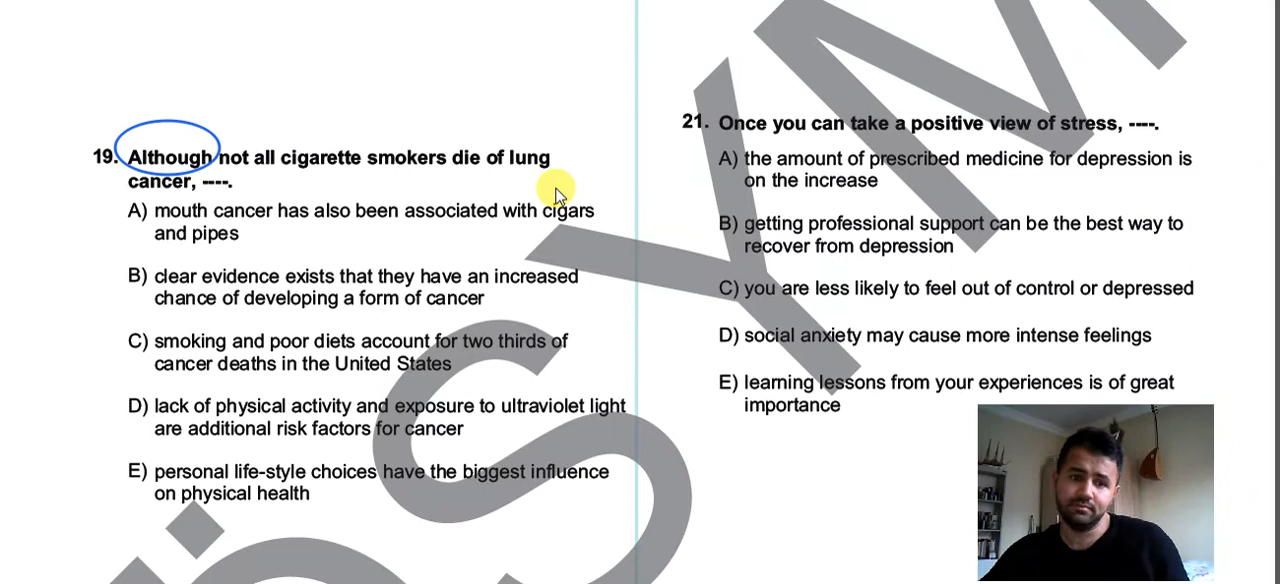 19. Although not all cigarette smokers die of lung
cancer, ----.
A) mouth cancer has also been associated with cigars
and pipes
B) clear evidence exists that they have an increased
chance of developing a form of cancer
C) smoking and poor diets account for two thirds of
cancer deaths in the United States
D) lack of physical activity and exposure to ultraviolet light
are additional risk factors for cancer
E) personal life-style choices have the biggest influence
on physical health
21. Once you can take a positive view of stress, ----.
A) the amount of prescribed medicine for depression is
on the increase
B) getting professional support can be the best way to
recover from depression
C) you are less likely to feel out of control or depressed
D) social anxiety may cause more intense feelings
E) learning lessons from your experiences is of great
importance
ÖSYM